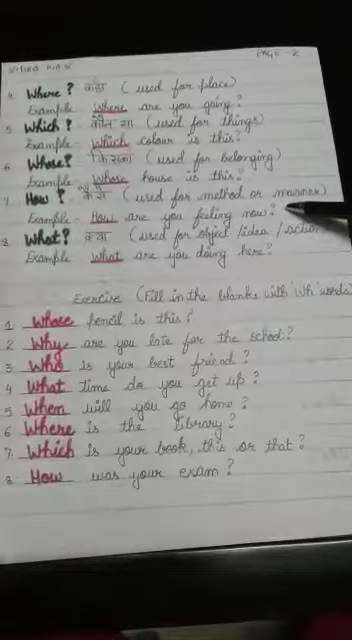 VIDEO NO. 5 PAGE - 2
4 Where? कहाँ (used for place)
Example Where are you going?
5 Which? कौन सा (used for things)
Example- Which colour is this?
6 Whose? किसका (used for belonging)
Example Whose house is this?
7 How? कैसे (used for method or manner)
Example- How are you feeling now?
8 What? क्या (used for object /idea /action
Example What are you doing here?
Exercise (Fill in the blanks with 'Wh' words)
1 Whose pencil is this?
2 Why are you late for the school?
3 Who is your best friend?
4 What time do you get up?
5 When will you go home?
6 Where is the library?
7. Which is your book, this or that?
8 How was your exam?